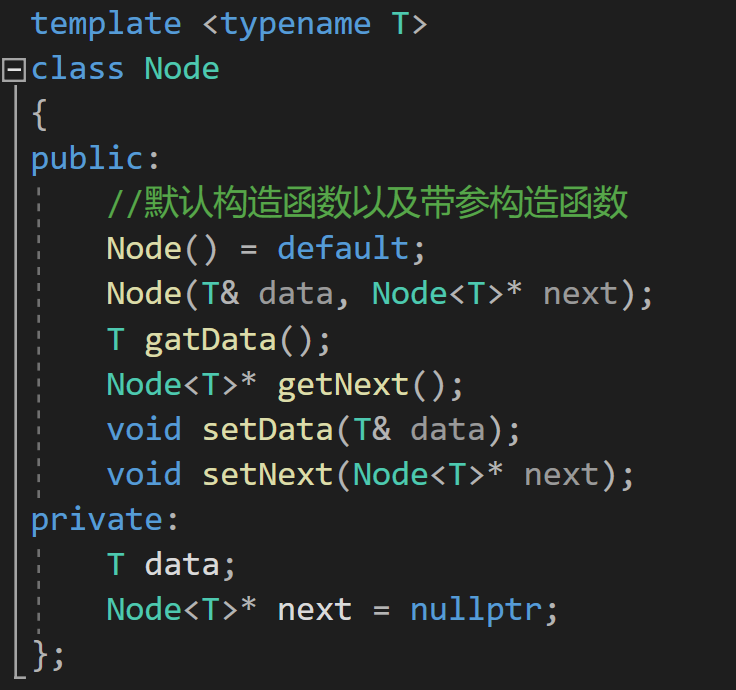 template <typename T>
class Node
{
public:
//默认构造函数以及带参构造函数
Node() = default;
Node(T& data, Node<T>* next);
T gatData();
Node<T>* getNext();
void setData(T& data);
void setNext(Node<T>* next);
private:
T data;
Node<T>* next = nullptr;
};